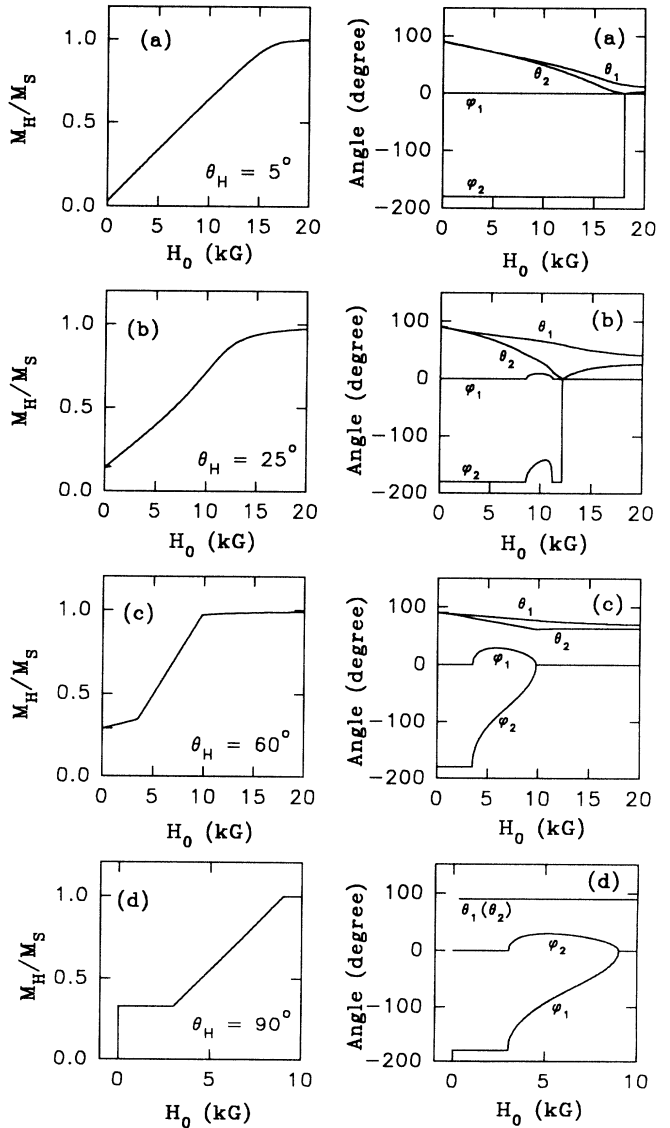 (a)
M_H/M_S
1.0
0.5
0.0
θ_H = 5°
0 5 10 15 20
H_0 (kG)
(a)
Angle (degree)
100
0
−100
−200
θ_1
θ_2
φ_1
φ_2
0 5 10 15 20
H_0 (kG)
(b)
M_H/M_S
1.0
0.5
0.0
θ_H = 25°
0 5 10 15 20
H_0 (kG)
(b)
Angle (degree)
100
0
−100
−200
θ_1
θ_2
φ_1
φ_2
0 5 10 15 20
H_0 (kG)
(c)
M_H/M_S
1.0
0.5
0.0
θ_H = 60°
0 5 10 15 20
H_0 (kG)
(c)
Angle (degree)
100
0
−100
−200
θ_1
θ_2
φ_1
φ_2
0 5 10 15 20
H_0 (kG)
(d)
M_H/M_S
1.0
0.5
0.0
θ_H = 90°
0 5 10
H_0 (kG)
(d)
Angle (degree)
100
0
−100
−200
θ_1(θ_2)
φ_2
φ_1
0 5 10
H_0 (kG)